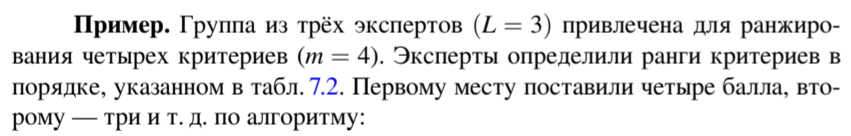 Пример. Группа из трёх экспертов (L = 3) привлечена для ранжиро-
вания четырех критериев (m = 4). Эксперты определили ранги критериев в
порядке, указанном в табл. 7.2. Первому месту поставили четыре балла, вто-
рому — три и т. д. по алгоритму: